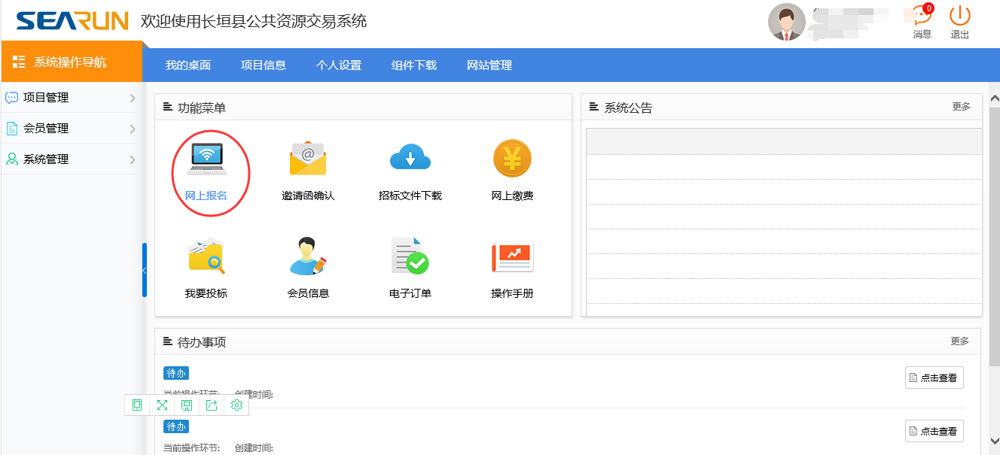 SEARUN 欢迎使用长垣县公共资源交易系统
0
消息 退出
系统操作导航 我的桌面 项目信息 个人设置 组件下载 网站管理
项目管理
会员管理
系统管理
功能菜单
网上报名 邀请函确认 招标文件下载 网上缴费
我要投标 会员信息 电子订单 操作手册
系统公告 更多
待办事项 更多
待办
当前操作环节: 创建时间:
点击查看
待办
当前操作环节: 创建时间:
点击查看